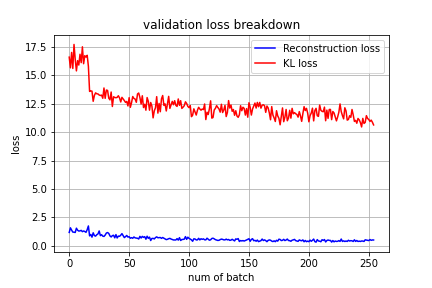 validation loss breakdown
17.5
15.0
12.5
10.0
7.5
5.0
2.5
0.0
loss
Reconstruction loss
KL loss
0
50
100
150
200
250
num of batch